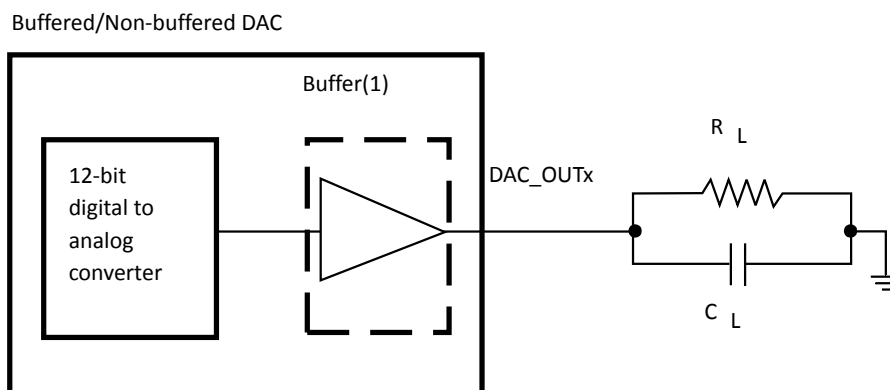 Buffered/Non-buffered DAC
Buffer(1)
12-bit
digital to
analog
converter
DAC_OUTx
R L
C L